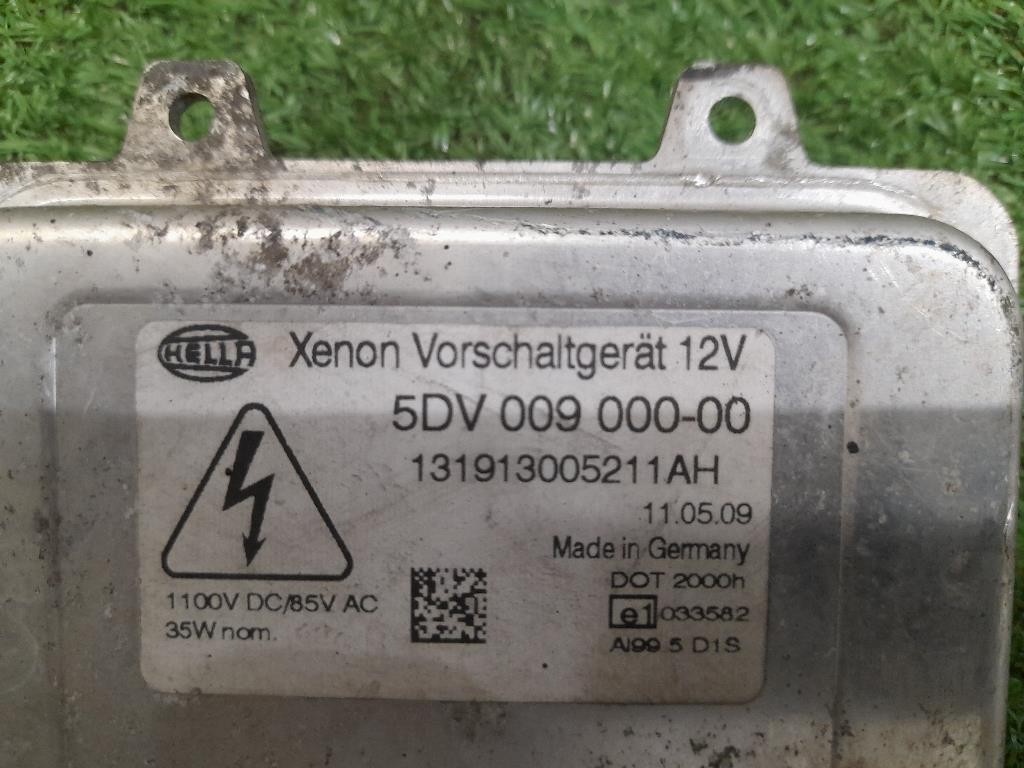 HELLA Xenon Vorschaltgerät 12V
5DV 009 000-00
131913005211AH
11.05.09
Made in Germany
DOT 2000h
1100V DC/85V AC
e1 033582
35W nom.
AI99 5 D1S